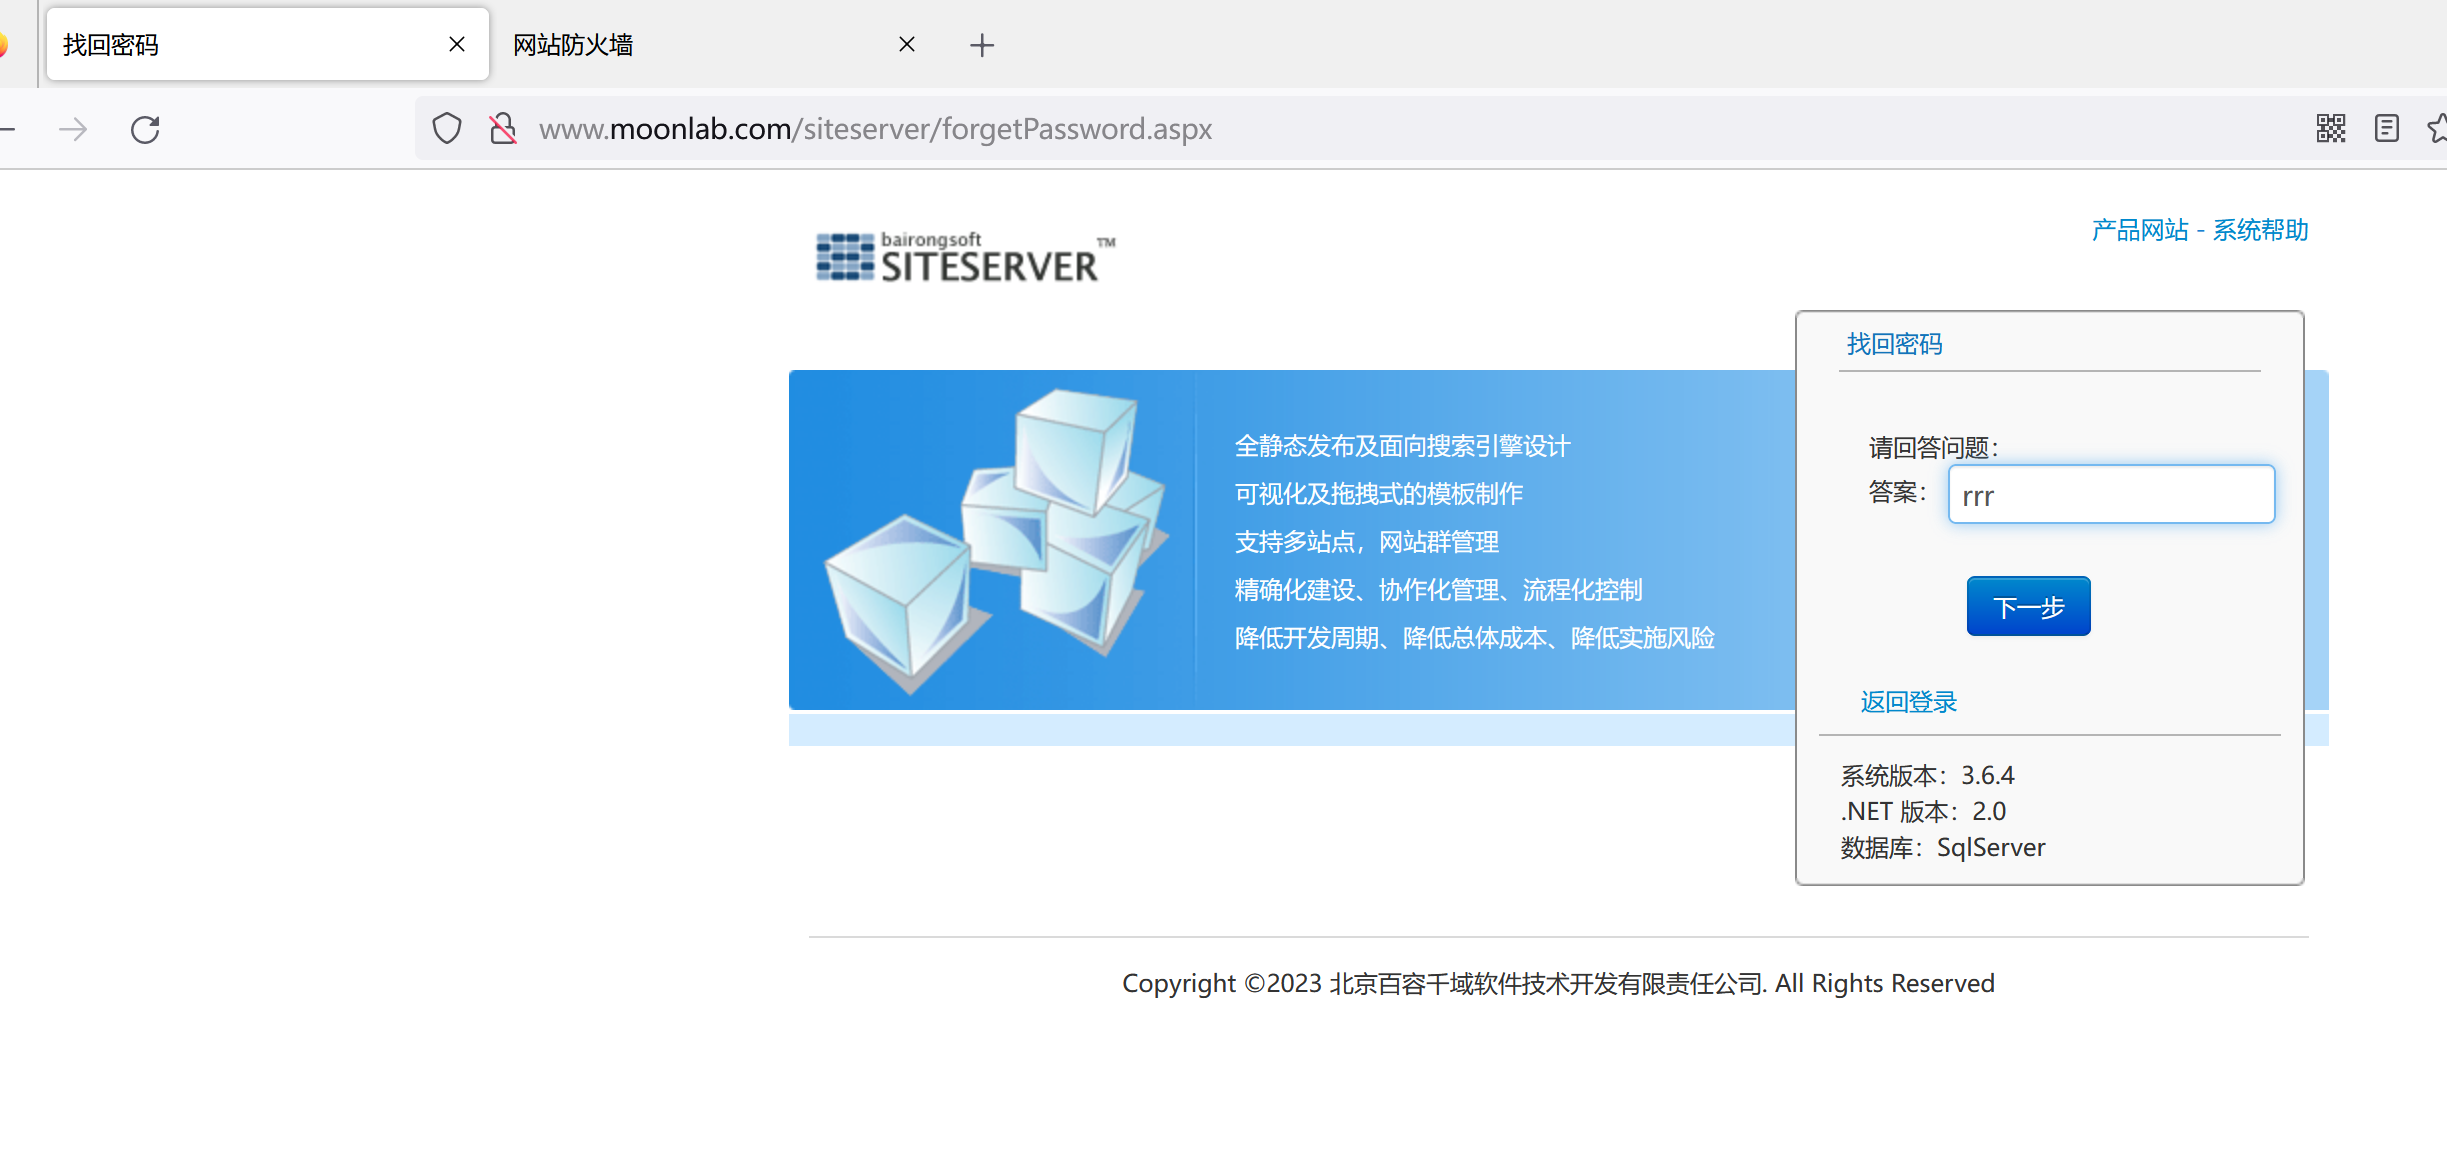 找回密码
网站防火墙
www.moonlab.com/siteserver/forgetPassword.aspx
bairongsoft
SITESERVER™
产品网站 - 系统帮助
全静态发布及面向搜索引擎设计
可视化及拖拽式的模板制作
支持多站点，网站群管理
精确化建设、协作化管理、流程化控制
降低开发周期、降低总体成本、降低实施风险
找回密码
请回答问题：
答案： rrr
下一步
返回登录
系统版本：3.6.4
.NET 版本：2.0
数据库：SqlServer
Copyright ©2023 北京百容千域软件技术开发有限责任公司. All Rights Reserved